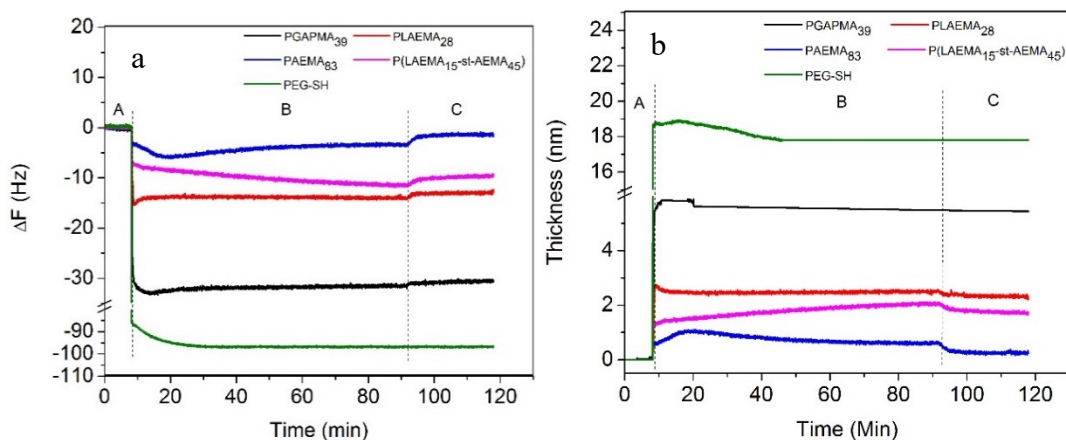 a
PGAPMA39 PLAEMA28
PAEMA83 P(LAEMA15-st-AEMA45)
PEG-SH
A B C
20
10
0
-10
-20
-30
-90
-100
-110
ΔF (Hz)
0 20 40 60 80 100 120
Time (min)
b
PGAPMA39 PLAEMA28
PAEMA83 P(LAEMA15-st-AEMA45)
PEG-SH
A B C
24
22
20
18
16
4
2
0
Thickness (nm)
0 20 40 60 80 100 120
Time (Min)